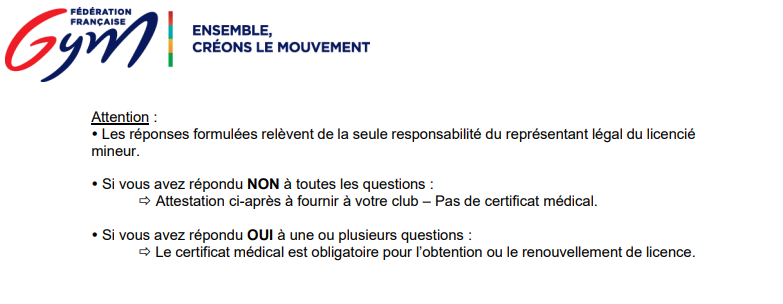 FÉDÉRATION
FRANÇAISE
Gym
ENSEMBLE,
CRÉONS LE MOUVEMENT
Attention :
• Les réponses formulées relèvent de la seule responsabilité du représentant légal du licencié
mineur.
• Si vous avez répondu NON à toutes les questions :
⇨ Attestation ci-après à fournir à votre club – Pas de certificat médical.
• Si vous avez répondu OUI à une ou plusieurs questions :
⇨ Le certificat médical est obligatoire pour l’obtention ou le renouvellement de licence.